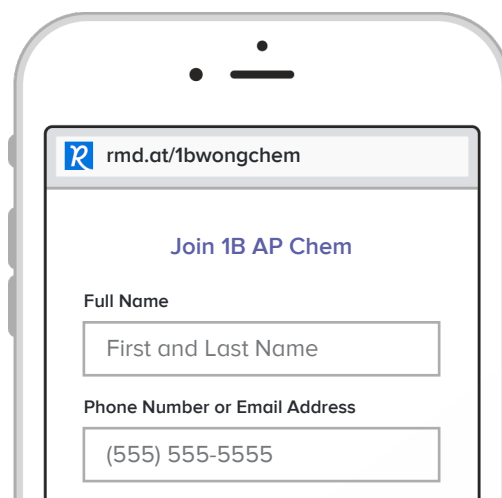 rmd.at/1bwongchem
Join 1B AP Chem
Full Name
First and Last Name
Phone Number or Email Address
(555) 555-5555